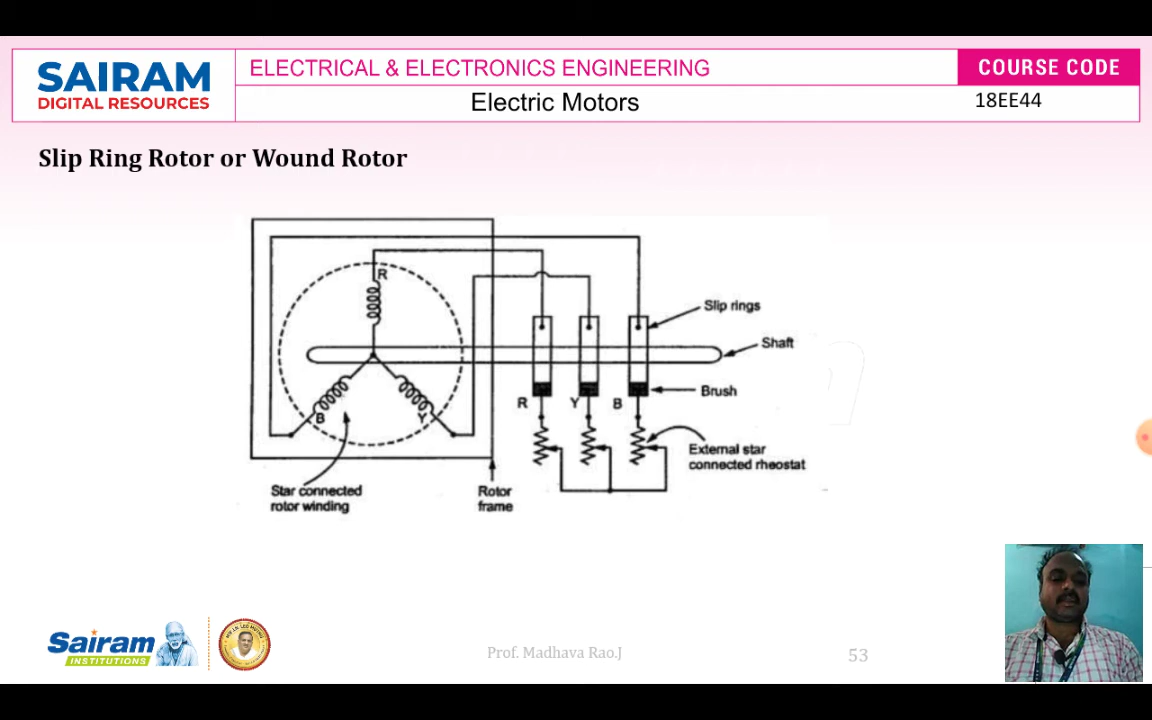 SAIRAM
DIGITAL RESOURCES
ELECTRICAL & ELECTRONICS ENGINEERING
COURSE CODE
Electric Motors
18EE44
Slip Ring Rotor or Wound Rotor
R
Slip rings
Shaft
Brush
R
Y
B
B
Y
External star
connected rheostat
Star connected
rotor winding
Rotor
frame
Sairam
INSTITUTIONS
Prof. Madhava Rao.J
53